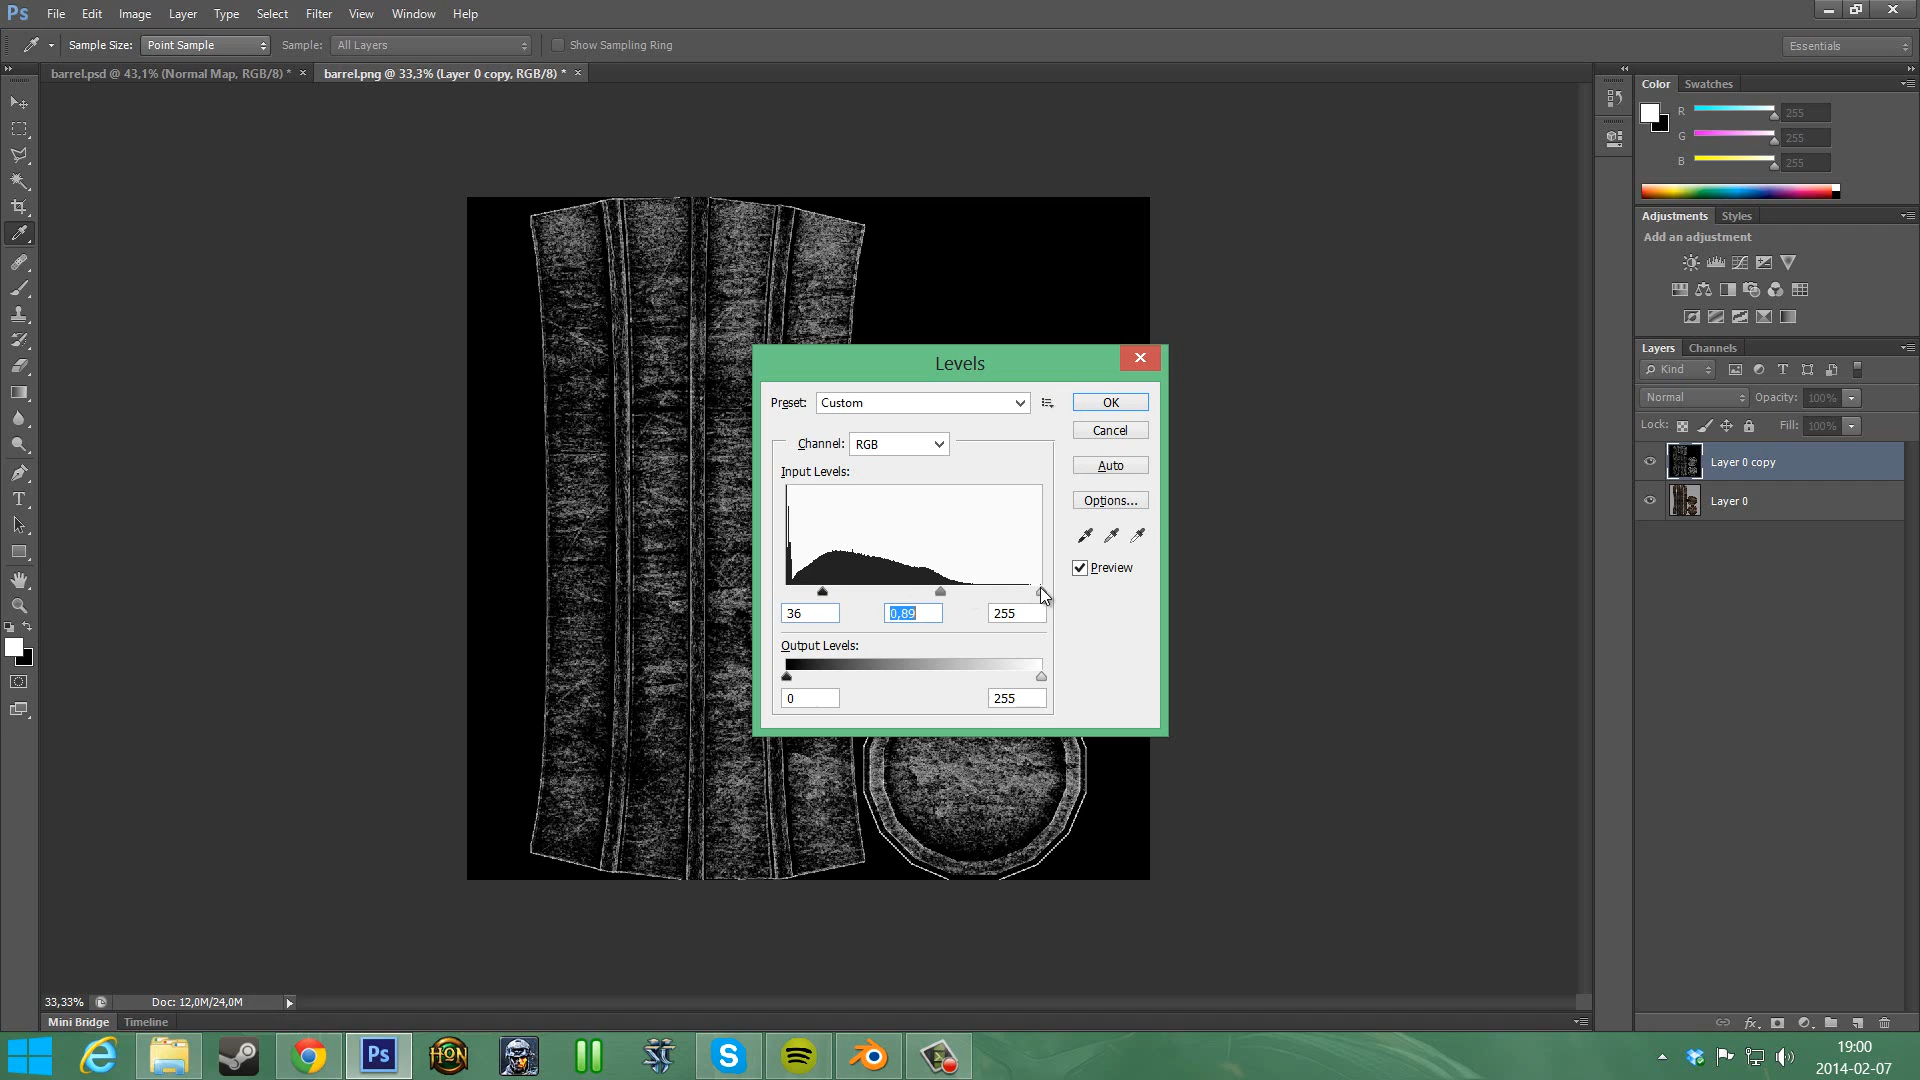 Ps File Edit Image Layer Type Select Filter View Window Help
Sample Size: Point Sample Sample: All Layers Show Sampling Ring Essentials
barrel.psd @ 43,1% (Normal Map, RGB/8) * × barrel.png @ 33,3% (Layer 0 copy, RGB/8) * ×
Color Swatches
R 255
G 255
B 255
Adjustments Styles
Add an adjustment
Layers Channels
Kind
Normal Opacity: 100%
Lock: Fill: 100%
Layer 0 copy
Layer 0
Levels
Preset: Custom
OK
Cancel
Channel: RGB
Auto
Input Levels:
Options...
Preview
36 0,89 255
Output Levels:
0 255
T
33,33% Doc: 12,0M/24,0M
Mini Bridge Timeline
fx
Ps HON
19:00
2014-02-07